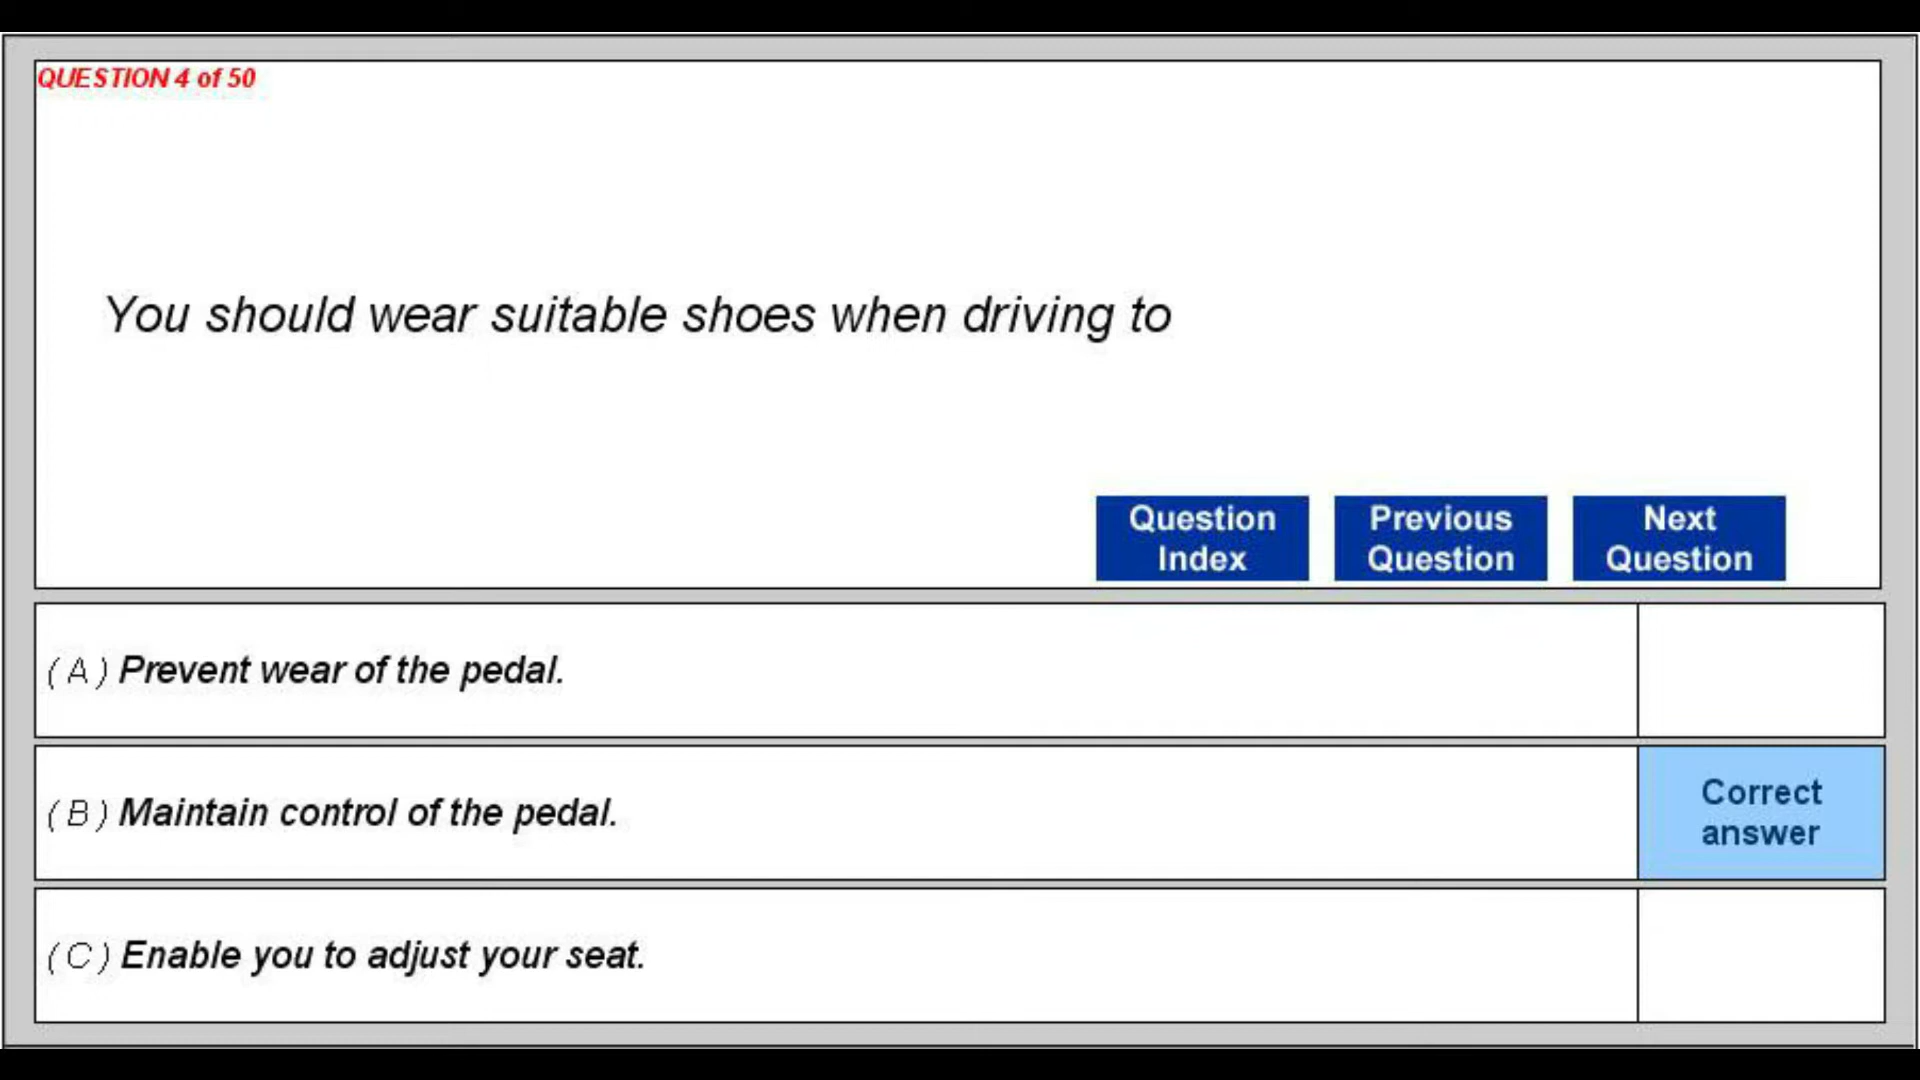 QUESTION 4 of 50
You should wear suitable shoes when driving to
Question Index
Previous Question
Next Question
(A) Prevent wear of the pedal.
(B) Maintain control of the pedal.
Correct answer
(C) Enable you to adjust your seat.